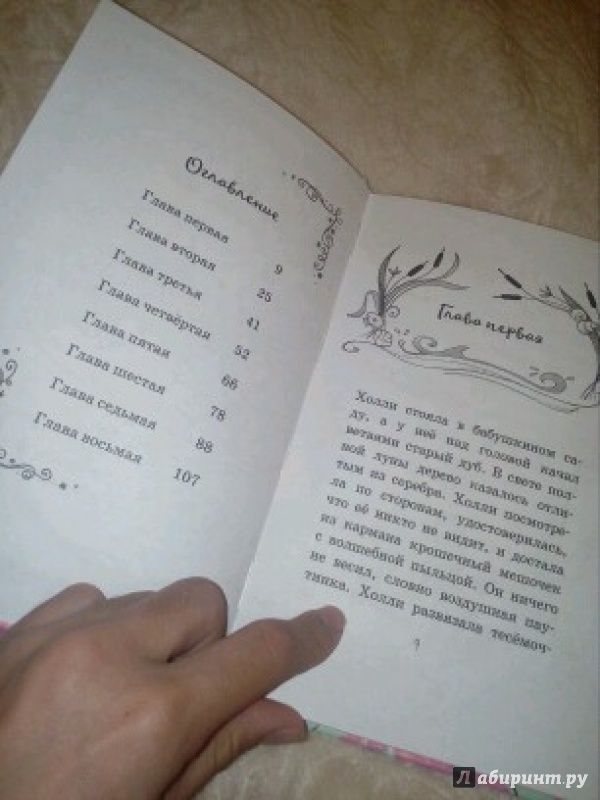 Оглавление
Глава первая 9
Глава вторая 25
Глава третья 41
Глава четвёртая 52
Глава пятая 66
Глава шестая 78
Глава седьмая 88
Глава восьмая 107
Глава первая
Холли стояла в бабушкином са-
ду, а у неё над головой качал
ветвями старый дуб. В свете пол-
ной луны дерево казалось отли-
тым из серебра. Холли посмотре-
ла по сторонам, удостоверилась,
что её никто не видит, и достала
из кармана крошечный мешочек
с волшебной пыльцой. Он ничего
не весил, словно воздушная пау-
тинка. Холли развязала тесёмоч-
Лабиринт.ру